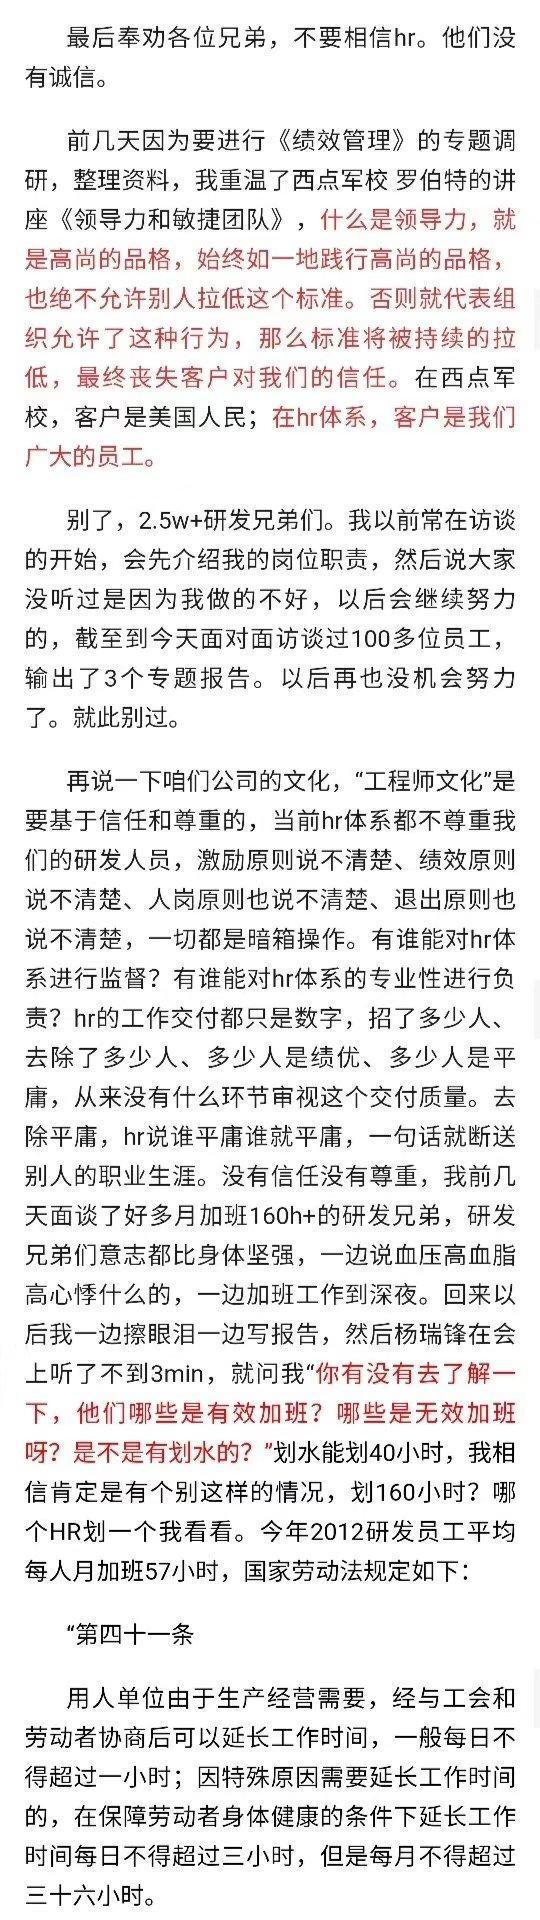 最后奉劝各位兄弟，不要相信hr。他们没
有诚信。
前几天因为要进行《绩效管理》的专题调
研，整理资料，我重温了西点军校 罗伯特的讲
座《领导力和敏捷团队》，什么是领导力，就
是高尚的品格，始终如一地践行高尚的品格，
也绝不允许别人拉低这个标准。否则就代表组
织允许了这种行为，那么标准将被持续的拉
低，最终丧失客户对我们的信任。在西点军
校，客户是美国人民；在hr体系，客户是我们
广大的员工。
别了，2.5w+研发兄弟们。我以前常在访谈
的开始，会先介绍我的岗位职责，然后说大家
没听过是因为我做的不好，以后会继续努力
的，截至到今天面对面访谈过100多位员工，
输出了3个专题报告。以后再也没机会努力
了。就此别过。
再说一下咱们公司的文化，“工程师文化”是
要基于信任和尊重的，当前hr体系都不尊重我
们的研发人员，激励原则说不清楚、绩效原则
说不清楚、人岗原则也说不清楚、退出原则也
说不清楚，一切都是暗箱操作。有谁能对hr体
系进行监督？有谁能对hr体系的专业性进行负
责？hr的工作交付都只是数字，招了多少人、
去除了多少人、多少人是绩优、多少人是平
庸，从来没有什么环节审视这个交付质量。去
除平庸，hr说谁平庸谁就平庸，一句话就断送
别人的职业生涯。没有信任没有尊重，我前几
天面谈了好多月加班160h+的研发兄弟，研发
兄弟们意志都比身体坚强，一边说血压高血脂
高心悸什么的，一边加班工作到深夜。回来以
后我一边擦眼泪一边写报告，然后杨瑞锋在会
上听了不到3min，就问我“你有没有去了解一
下，他们哪些是有效加班？哪些是无效加班
呀？是不是有划水的？”划水能划40小时，我相
信肯定是有个别这样的情况，划160小时？哪
个HR划一个我看看。今年2012研发员工平均
每人月加班57小时，国家劳动法规定如下：
“第四十一条
用人单位由于生产经营需要，经与工会和
劳动者协商后可以延长工作时间，一般每日不
得超过一小时；因特殊原因需要延长工作时间
的，在保障劳动者身体健康的条件下延长工作
时间每日不得超过三小时，但是每月不得超过
三十六小时。